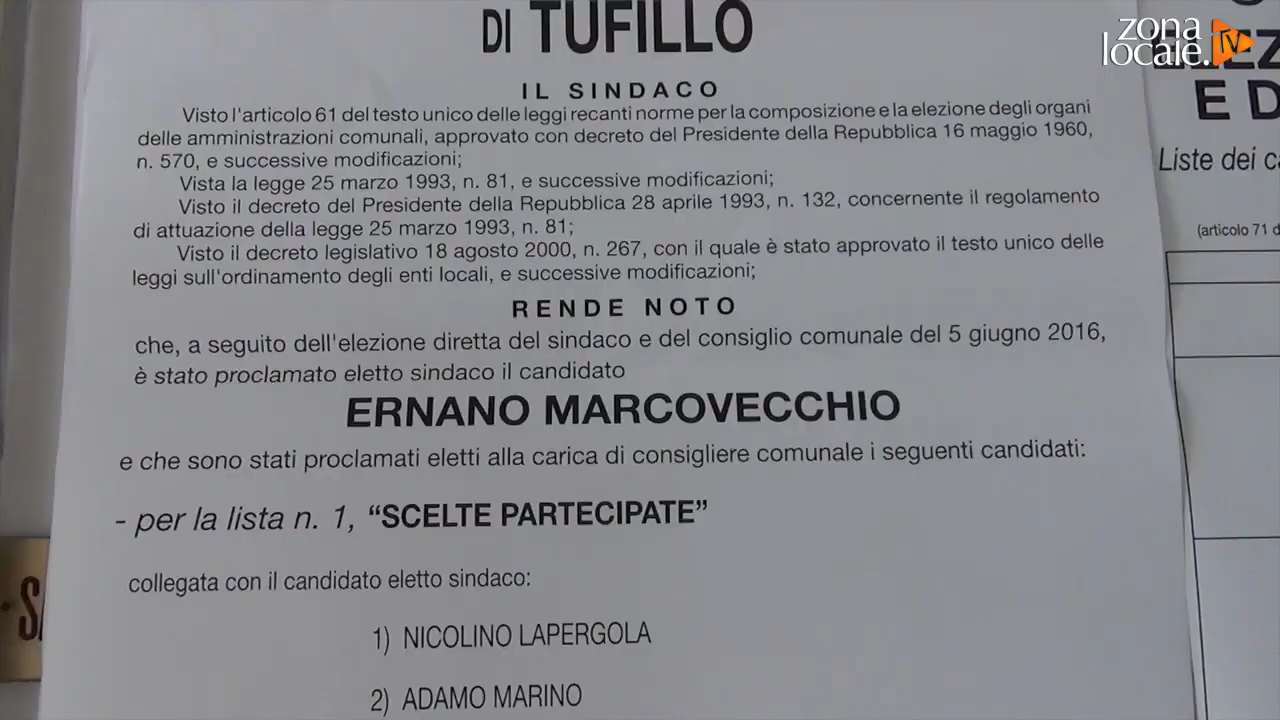 DI TUFILLO
IL SINDACO
Visto l'articolo 61 del testo unico delle leggi recanti norme per la composizione e la elezione degli organi
delle amministrazioni comunali, approvato con decreto del Presidente della Repubblica 16 maggio 1960,
n. 570, e successive modificazioni;
Vista la legge 25 marzo 1993, n. 81, e successive modificazioni;
Visto il decreto del Presidente della Repubblica 28 aprile 1993, n. 132, concernente il regolamento
di attuazione della legge 25 marzo 1993, n. 81;
Visto il decreto legislativo 18 agosto 2000, n. 267, con il quale è stato approvato il testo unico delle
leggi sull'ordinamento degli enti locali, e successive modificazioni;
RENDE NOTO
che, a seguito dell'elezione diretta del sindaco e del consiglio comunale del 5 giugno 2016,
è stato proclamato eletto sindaco il candidato
ERNANO MARCOVECCHIO
e che sono stati proclamati eletti alla carica di consigliere comunale i seguenti candidati:
- per la lista n. 1, “SCELTE PARTECIPATE”
collegata con il candidato eletto sindaco:
1) NICOLINO LAPERGOLA
2) ADAMO MARINO
zona
locale.TV
E D
Liste dei
(articolo 71